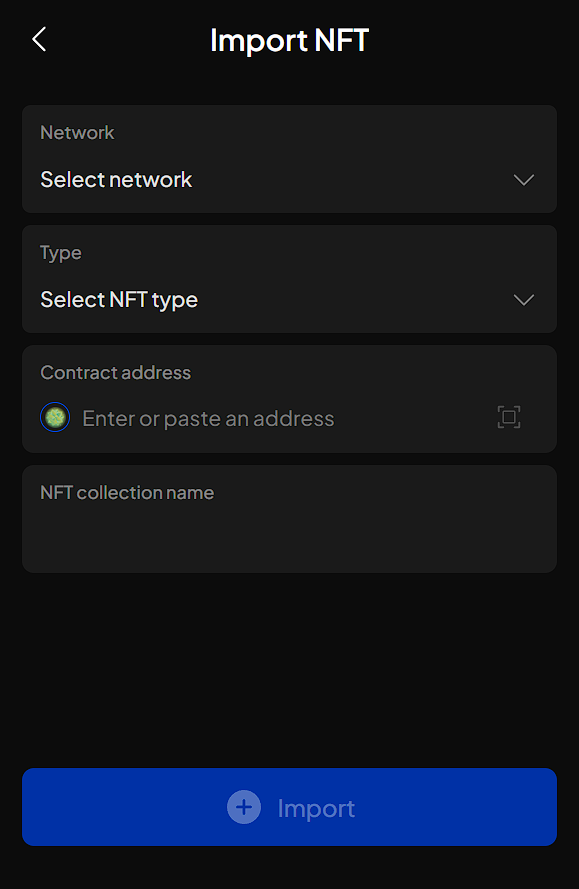 Import NFT
Network
Select network
Type
Select NFT type
Contract address
Enter or paste an address
NFT collection name
Import